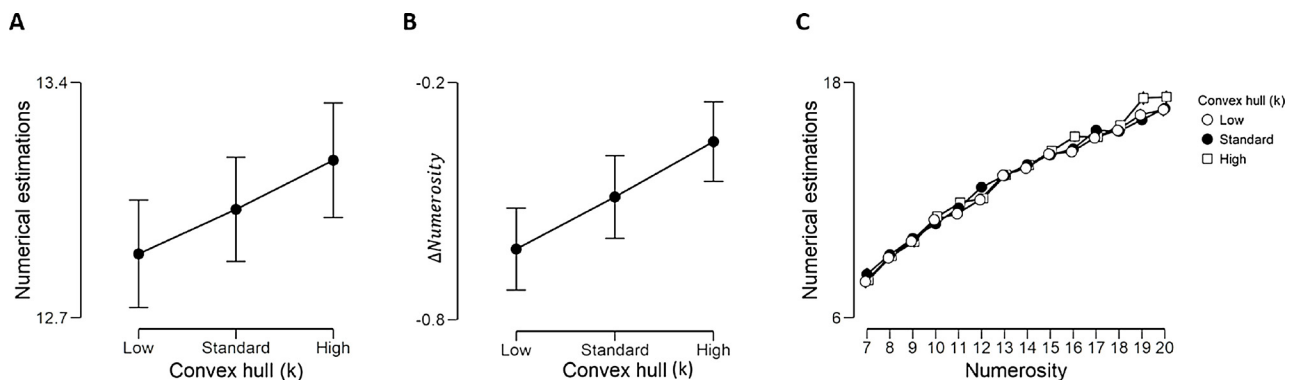 A
Numerical estimations
13.4
12.7
Low Standard High
Convex hull (k)
B
ΔNumerosity
-0.2
-0.8
Low Standard High
Convex hull (k)
C
Numerical estimations
18
6
7 8 9 10 11 12 13 14 15 16 17 18 19 20
Numerosity
Convex hull (k)
Low
Standard
High